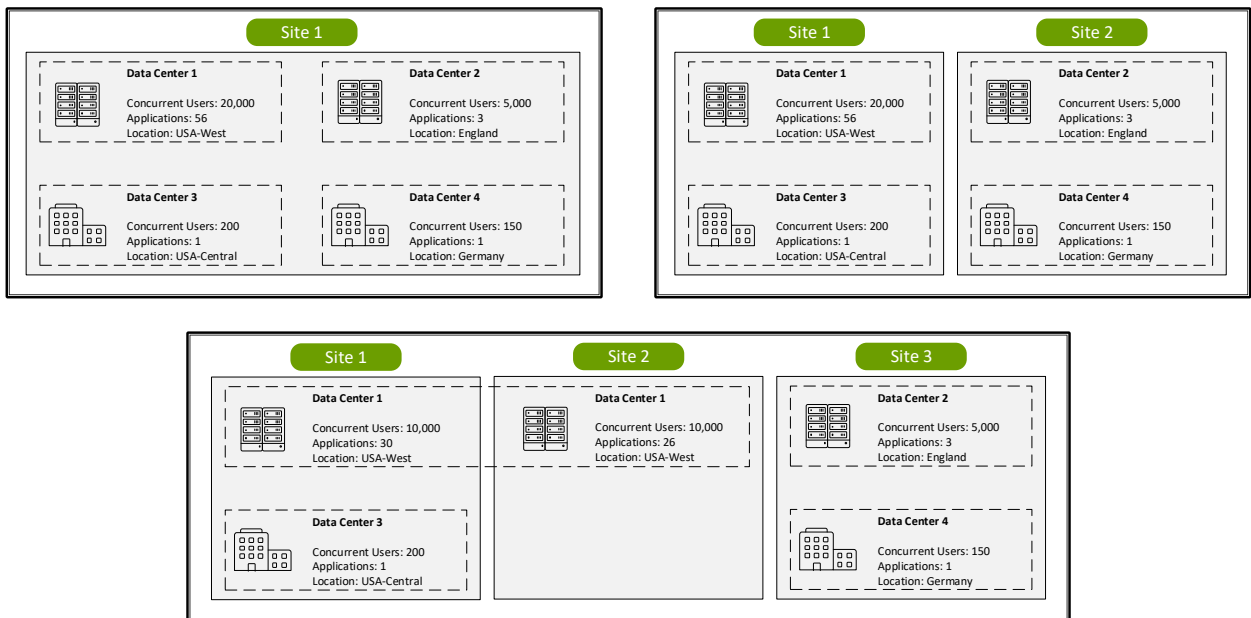 Site 1
Data Center 1
Concurrent Users: 20,000
Applications: 56
Location: USA-West
Data Center 2
Concurrent Users: 5,000
Applications: 3
Location: England
Data Center 3
Concurrent Users: 200
Applications: 1
Location: USA-Central
Data Center 4
Concurrent Users: 150
Applications: 1
Location: Germany
Site 1
Data Center 1
Concurrent Users: 20,000
Applications: 56
Location: USA-West
Data Center 3
Concurrent Users: 200
Applications: 1
Location: USA-Central
Site 2
Data Center 2
Concurrent Users: 5,000
Applications: 3
Location: England
Data Center 4
Concurrent Users: 150
Applications: 1
Location: Germany
Site 1
Data Center 1
Concurrent Users: 10,000
Applications: 30
Location: USA-West
Data Center 3
Concurrent Users: 200
Applications: 1
Location: USA-Central
Site 2
Data Center 1
Concurrent Users: 10,000
Applications: 26
Location: USA-West
Site 3
Data Center 2
Concurrent Users: 5,000
Applications: 3
Location: England
Data Center 4
Concurrent Users: 150
Applications: 1
Location: Germany